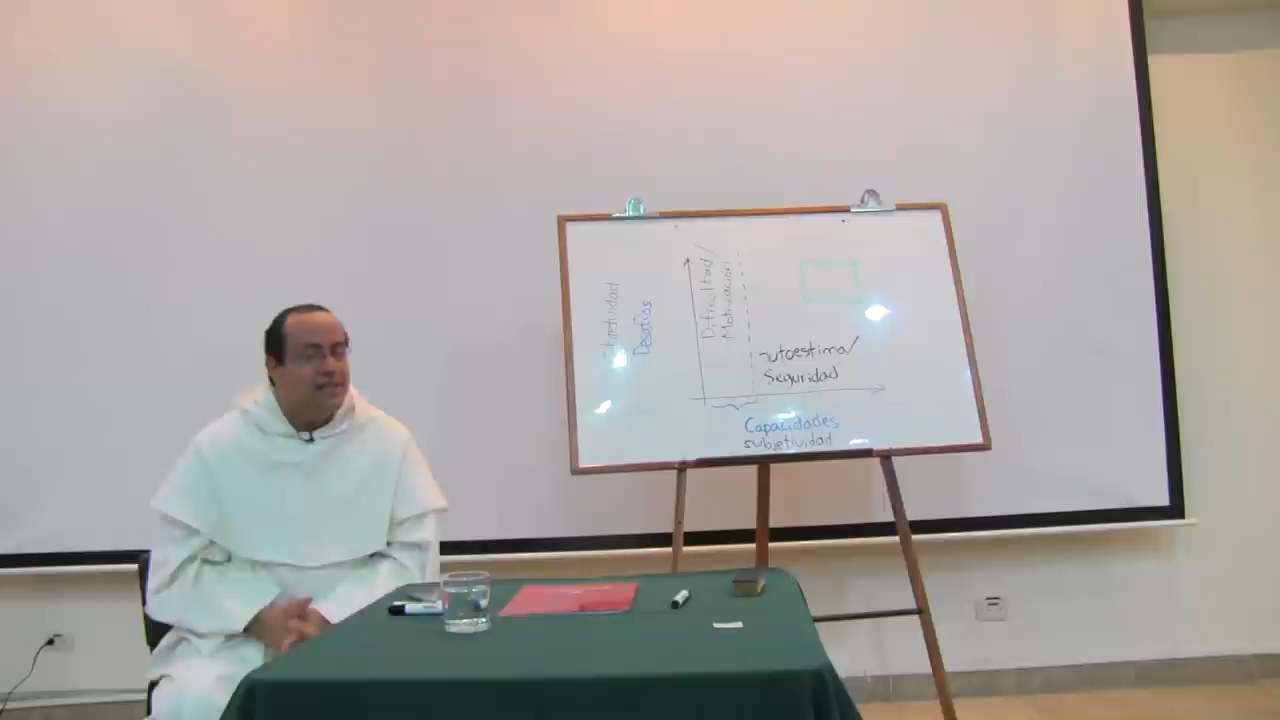 Desafíos
Dificultad/
Motivación
Autoestima/
Seguridad
Capacidades
subjetividad